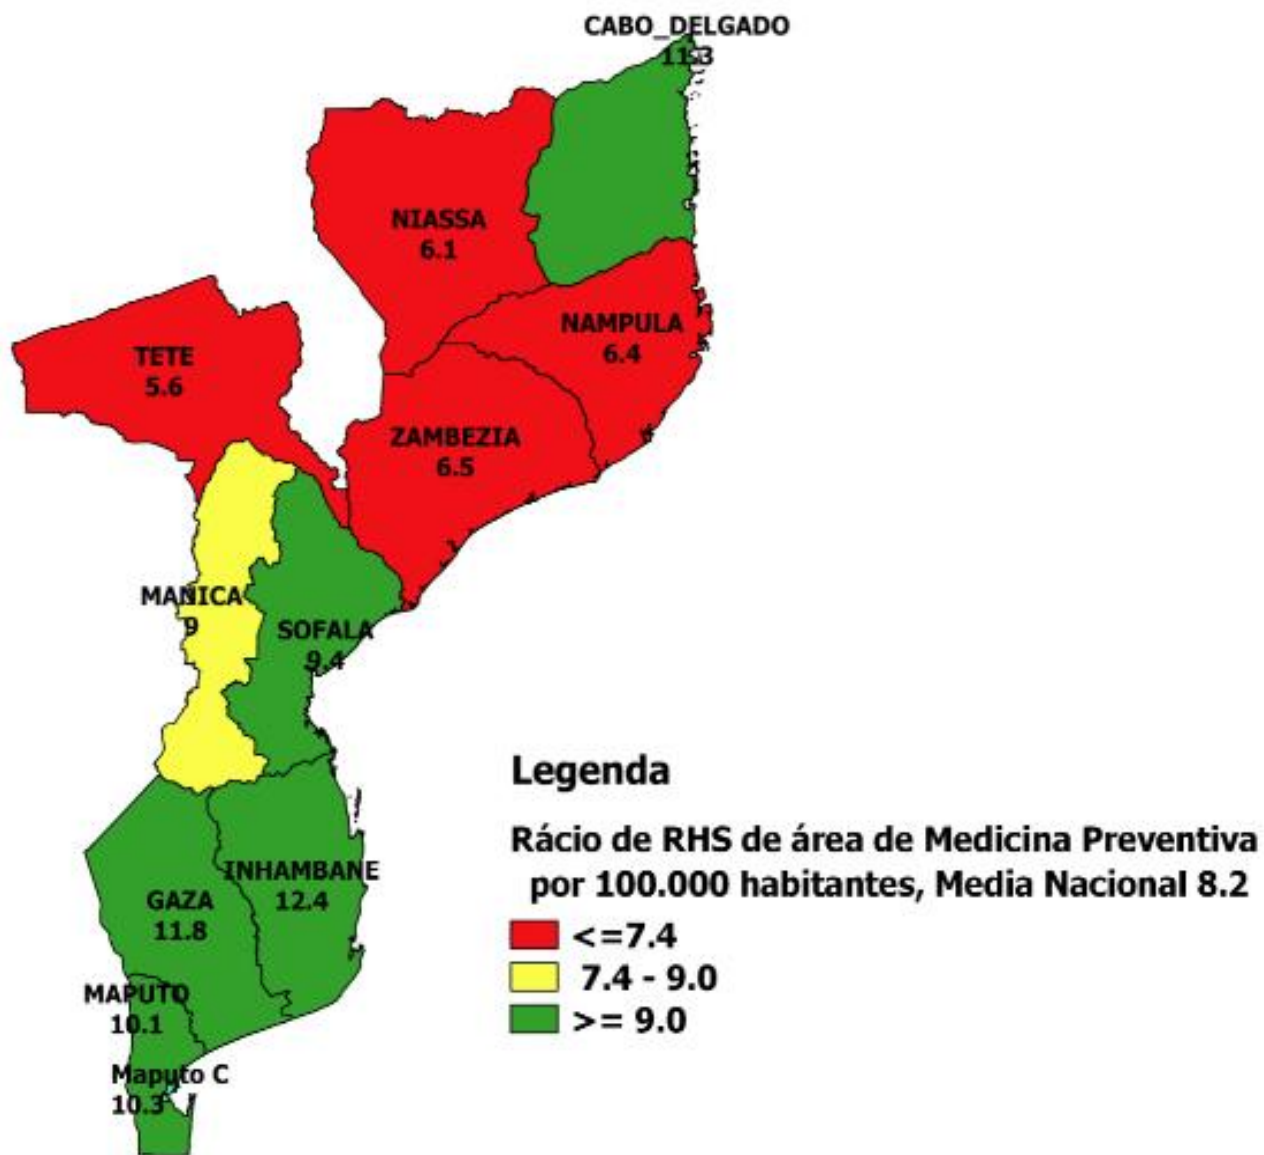 CABO_DELGADO
11.3
NIASSA
6.1
NAMPULA
6.4
TETE
5.6
ZAMBEZIA
6.5
MANICA
9
SOFALA
9.4
INHAMBANE
12.4
GAZA
11.8
MAPUTO
10.1
Maputo C
10.3
Legenda
Rácio de RHS de área de Medicina Preventiva
por 100.000 habitantes, Media Nacional 8.2
<=7.4
7.4 - 9.0
>= 9.0